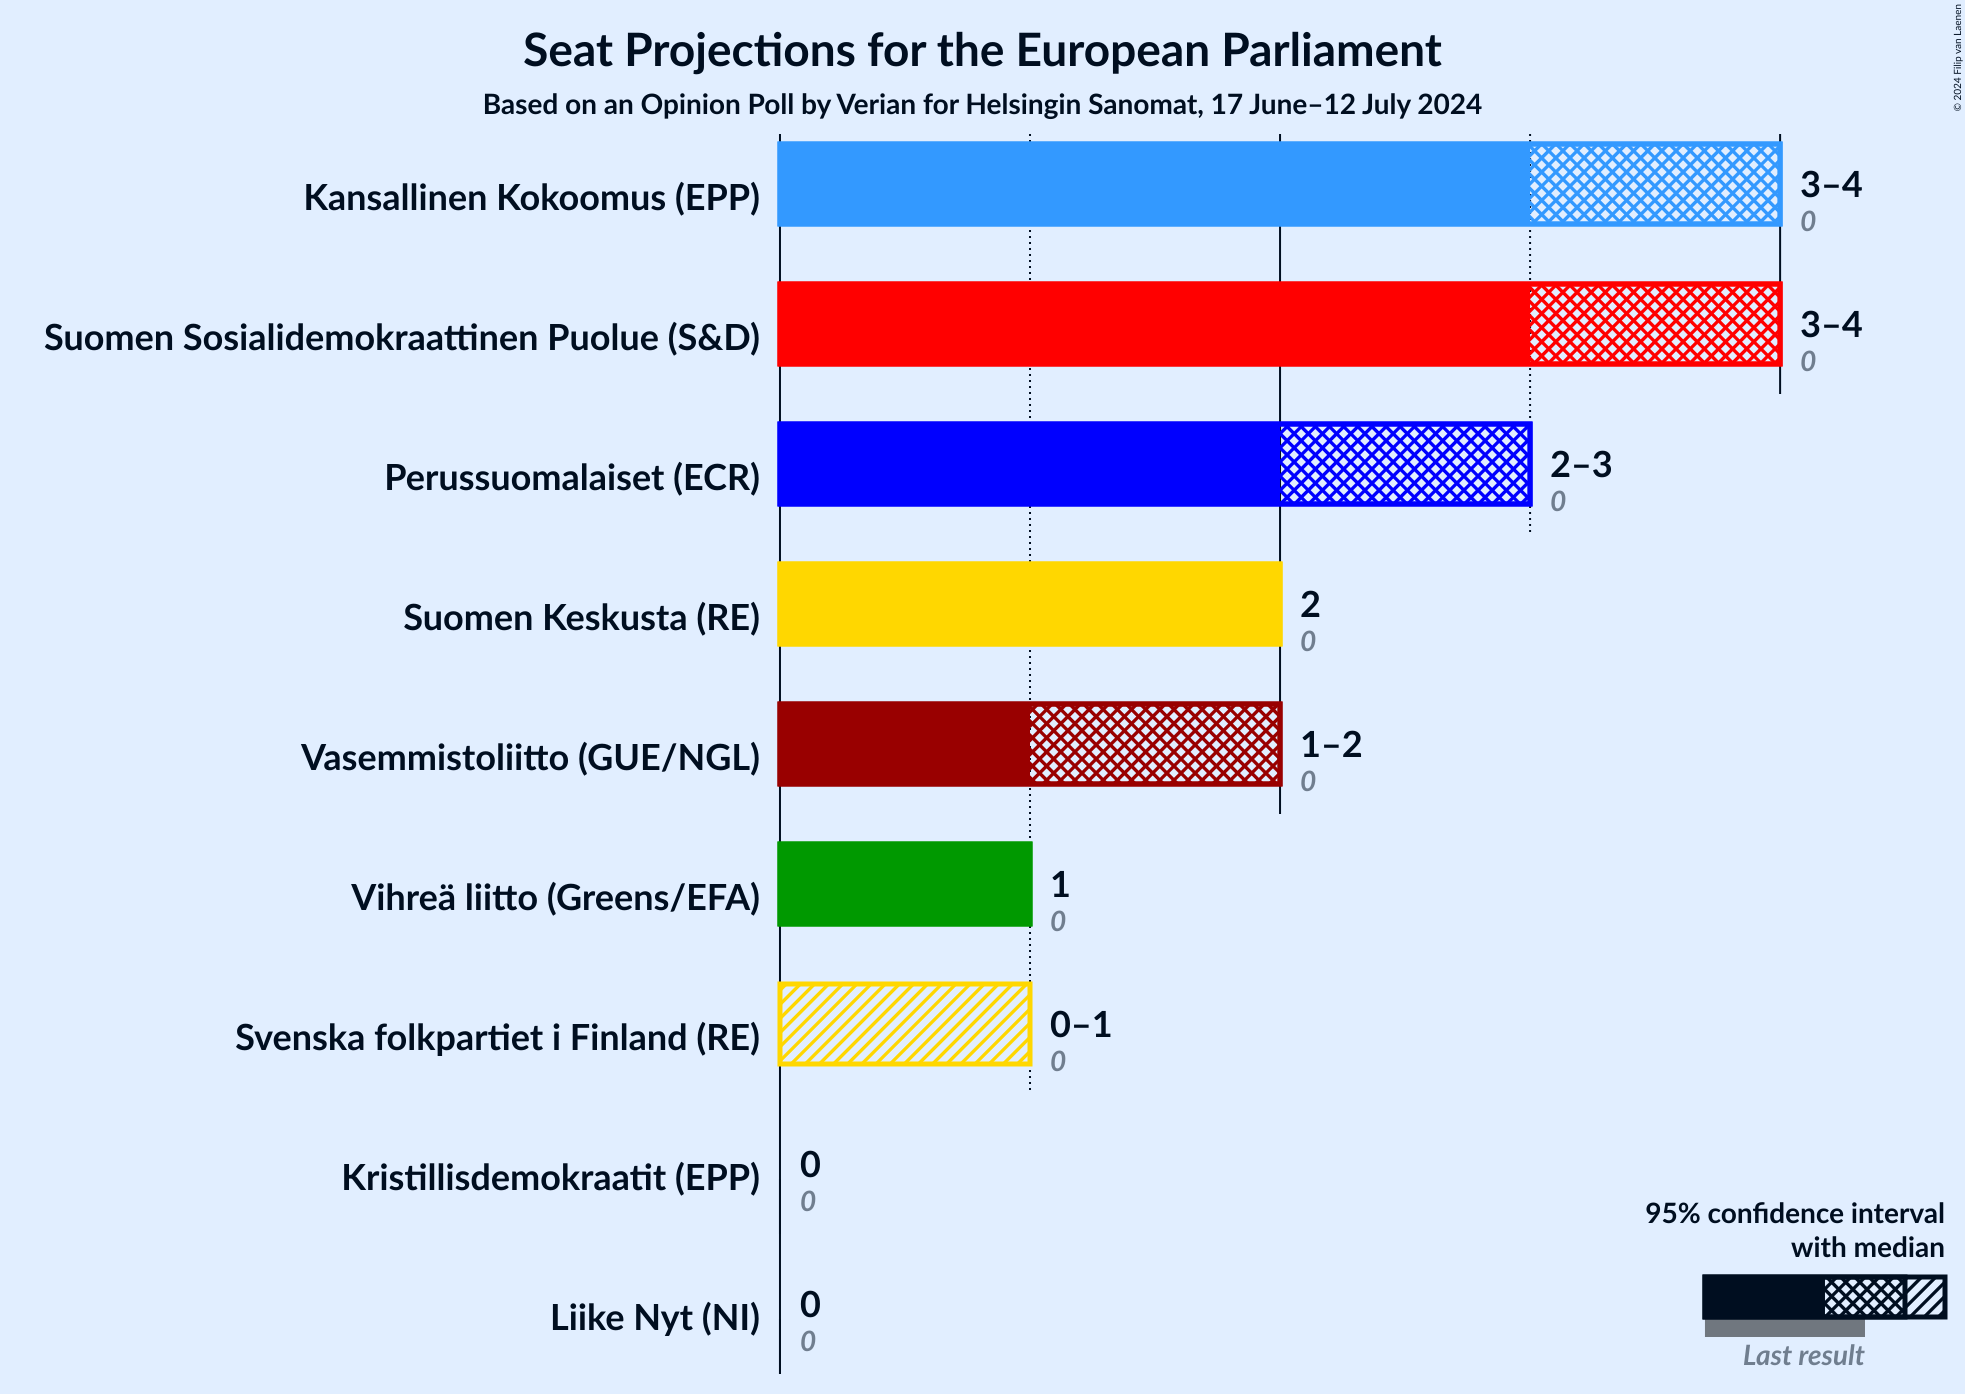 Seat Projections for the European Parliament
Based on an Opinion Poll by Verian for Helsingin Sanomat, 17 June–12 July 2024
© 2024 Filip van Laenen
Kansallinen Kokoomus (EPP)
3–4
0
Suomen Sosialidemokraattinen Puolue (S&D)
3–4
0
Perussuomalaiset (ECR)
2–3
0
Suomen Keskusta (RE)
2
0
Vasemmistoliitto (GUE/NGL)
1–2
0
Vihreä liitto (Greens/EFA)
1
0
Svenska folkpartiet i Finland (RE)
0–1
0
Kristillisdemokraatit (EPP)
0
0
Liike Nyt (NI)
0
0
95% confidence interval
with median
Last result